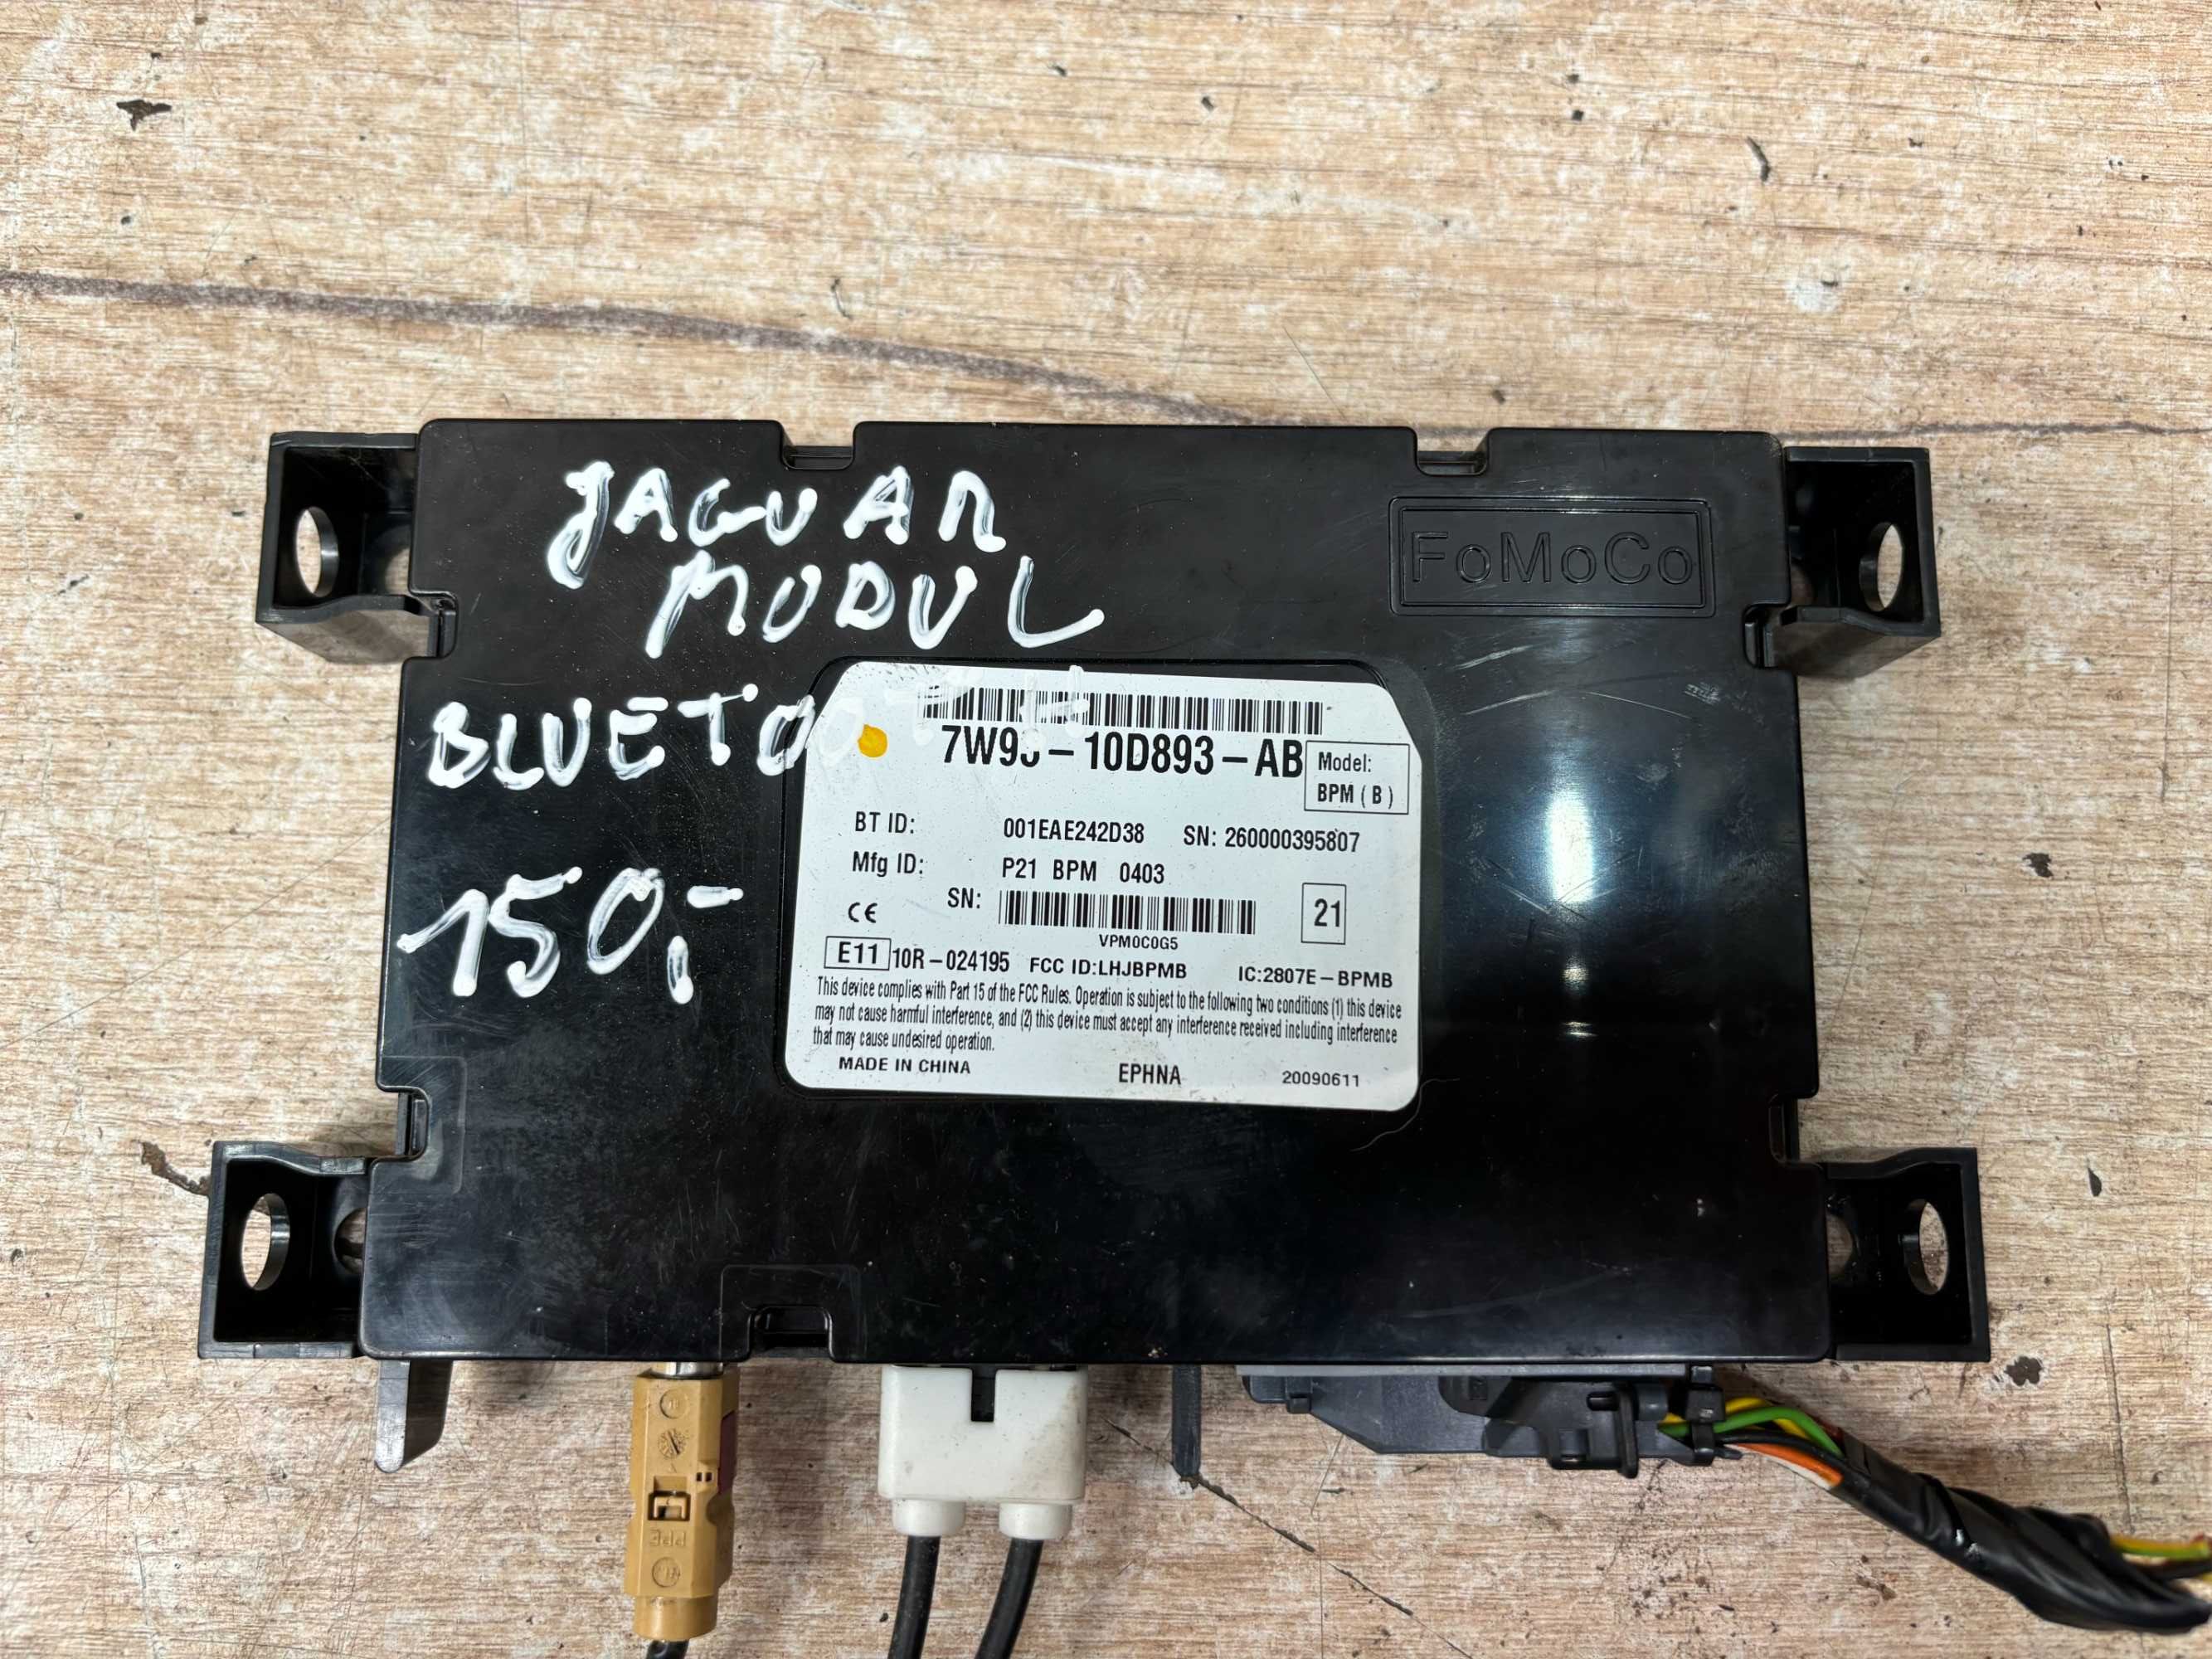 JAGUAR
MODUL
FoMoCo
BLUETOOTH
150,-
10D893-AB
Model:
BPM ( B )
BT ID: 001EAE242D38 SN: 260000395807
Mfg ID: P21 BPM 0403
SN:
21
CE
VPM0C0G5
E11 10R-024195 FCC ID:LHJBPMB IC:2807E-BPMB
This device complies with Part 15 of the FCC Rules. Operation is subject to the following two conditions (1) this device
may not cause harmful interference, and (2) this device must accept any interference received including interference
that may cause undesired operation.
MADE IN CHINA EPHNA 20090611